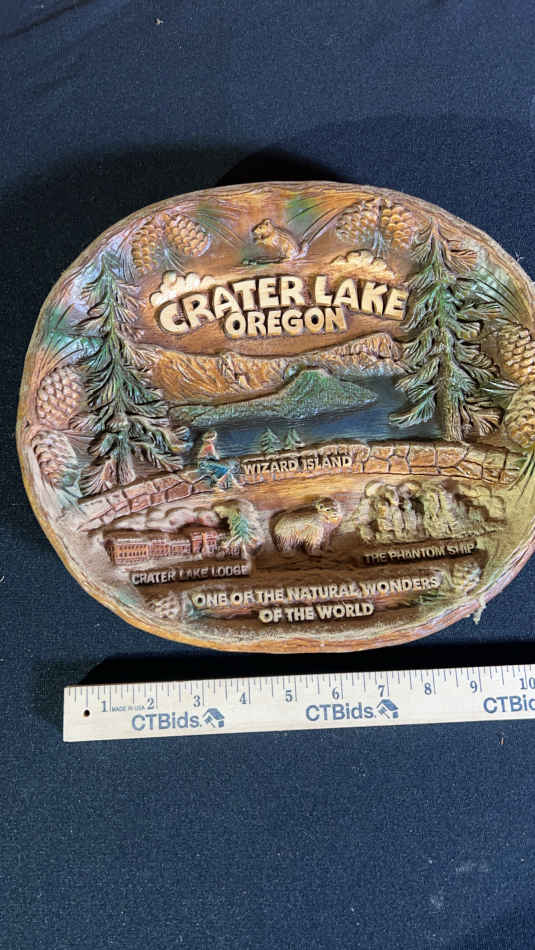 CRATER LAKE
OREGON
WIZARD ISLAND
THE PHANTOM SHIP
CRATER LAKE LODGE
ONE OF THE NATURAL WONDERS
OF THE WORLD
1 MADE IN USA 2 3 4 5 6 7 8 9 10
CTBids. CTBids. CTBid